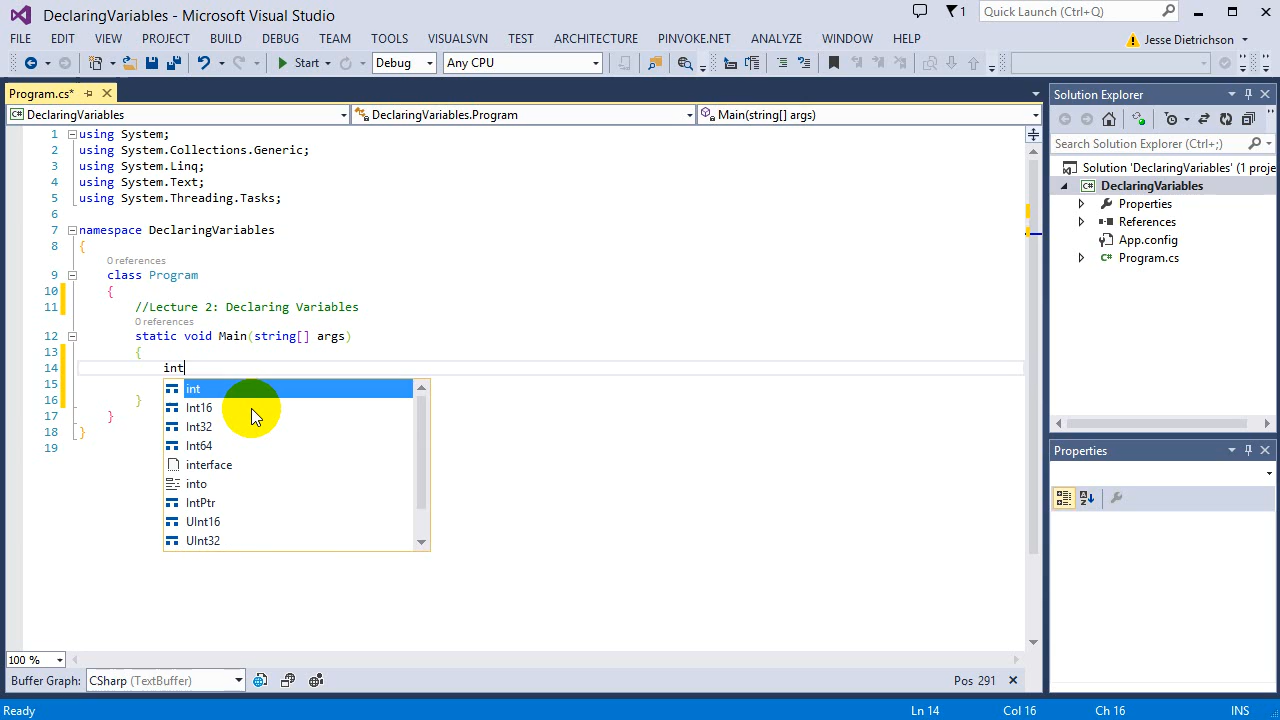 DeclaringVariables - Microsoft Visual Studio
1
Quick Launch (Ctrl+Q)
FILE EDIT VIEW PROJECT BUILD DEBUG TEAM TOOLS VISUALSVN TEST ARCHITECTURE PINVOKE.NET ANALYZE WINDOW HELP
Jesse Dietrichson
Start Debug Any CPU
Program.cs*
DeclaringVariables DeclaringVariables.Program Main(string[] args)
1 using System;
2 using System.Collections.Generic;
3 using System.Linq;
4 using System.Text;
5 using System.Threading.Tasks;
6
7 namespace DeclaringVariables
8 {
0 references
9 class Program
10 {
11 //Lecture 2: Declaring Variables
0 references
12 static void Main(string[] args)
13 {
14 int
15
16 }
17 }
18 }
19
int
Int16
Int32
Int64
interface
into
IntPtr
UInt16
UInt32
100 %
Buffer Graph: CSharp (TextBuffer) Pos 291
Solution Explorer
Search Solution Explorer (Ctrl+;)
Solution 'DeclaringVariables' (1 proje
C# DeclaringVariables
Properties
References
App.config
C# Program.cs
Properties
Ready Ln 14 Col 16 Ch 16 INS